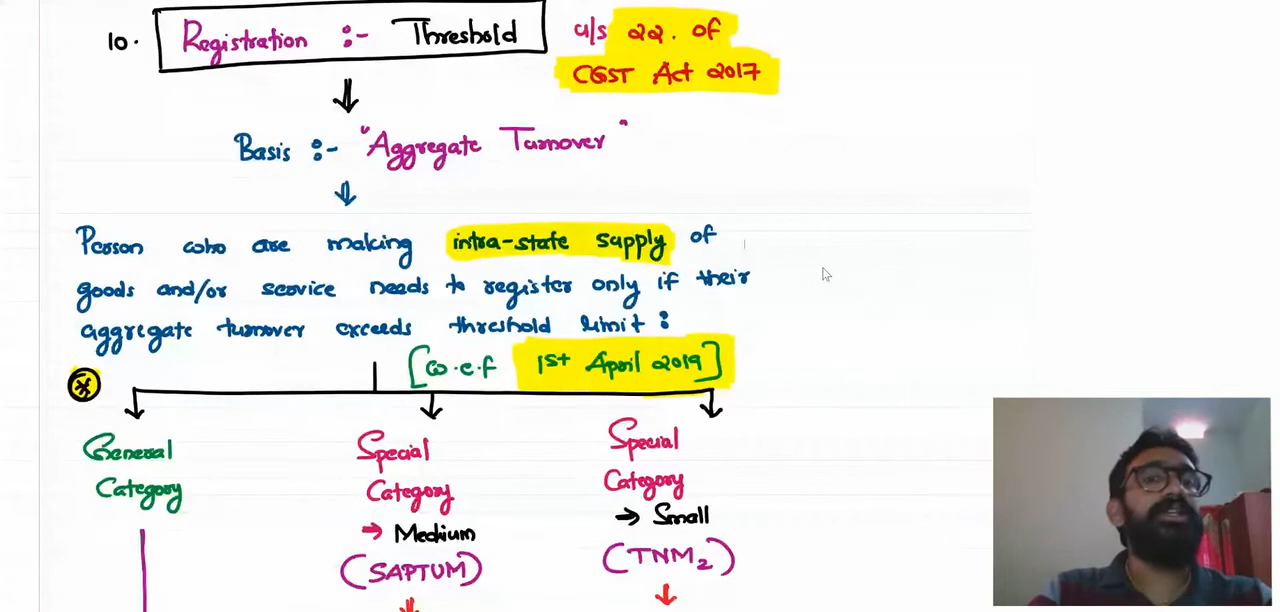 10. Registration :- Threshold u/s 22. of
CGST Act 2017
Basis :- "Aggregate Turnover"
Person who are making intra-state supply of
goods and/or service needs to register only if their
aggregate turnover exceeds threshold limit :
[w.e.f 1st April 2019]
General
Category
Special
Category
→ Medium
(SAPTUM)
Special
Category
→ Small
(TNM2)